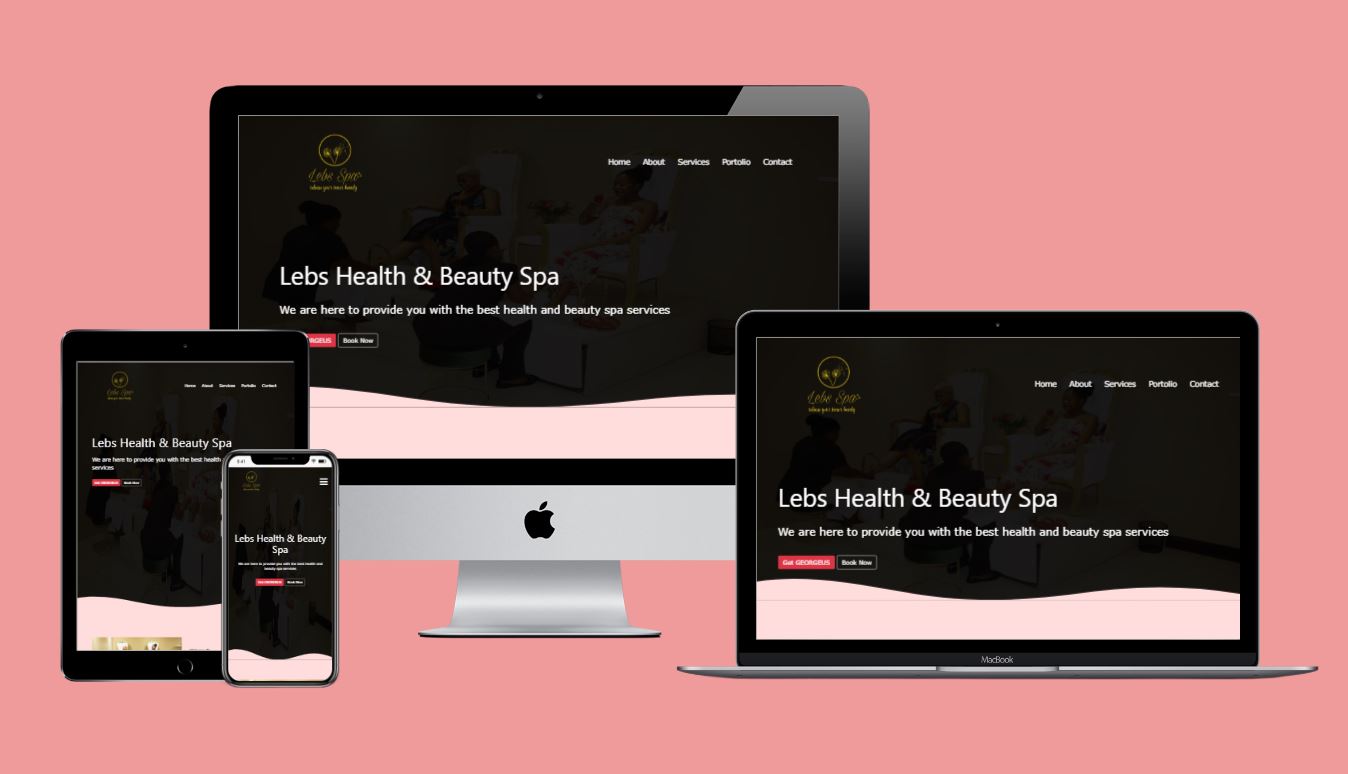 Lebs Spa
release your inner beauty
Home About Services Portolio Contact
Lebs Health & Beauty Spa
We are here to provide you with the best health and beauty spa services
RGEUS Book Now
Lebs Spa
Home About Services Portolio Contact
Lebs Health & Beauty Spa
We are here to provide you with the best health
services
Get GEORGEUS Book Now
9:41
Lebs Health & Beauty
Spa
We are here to provide you with the best health and
beauty spa services
Get GEORGEUS Book Now
Lebs Spa
release your inner beauty
Home About Services Portolio Contact
Lebs Health & Beauty Spa
We are here to provide you with the best health and beauty spa services
Get GEORGEUS Book Now
MacBook